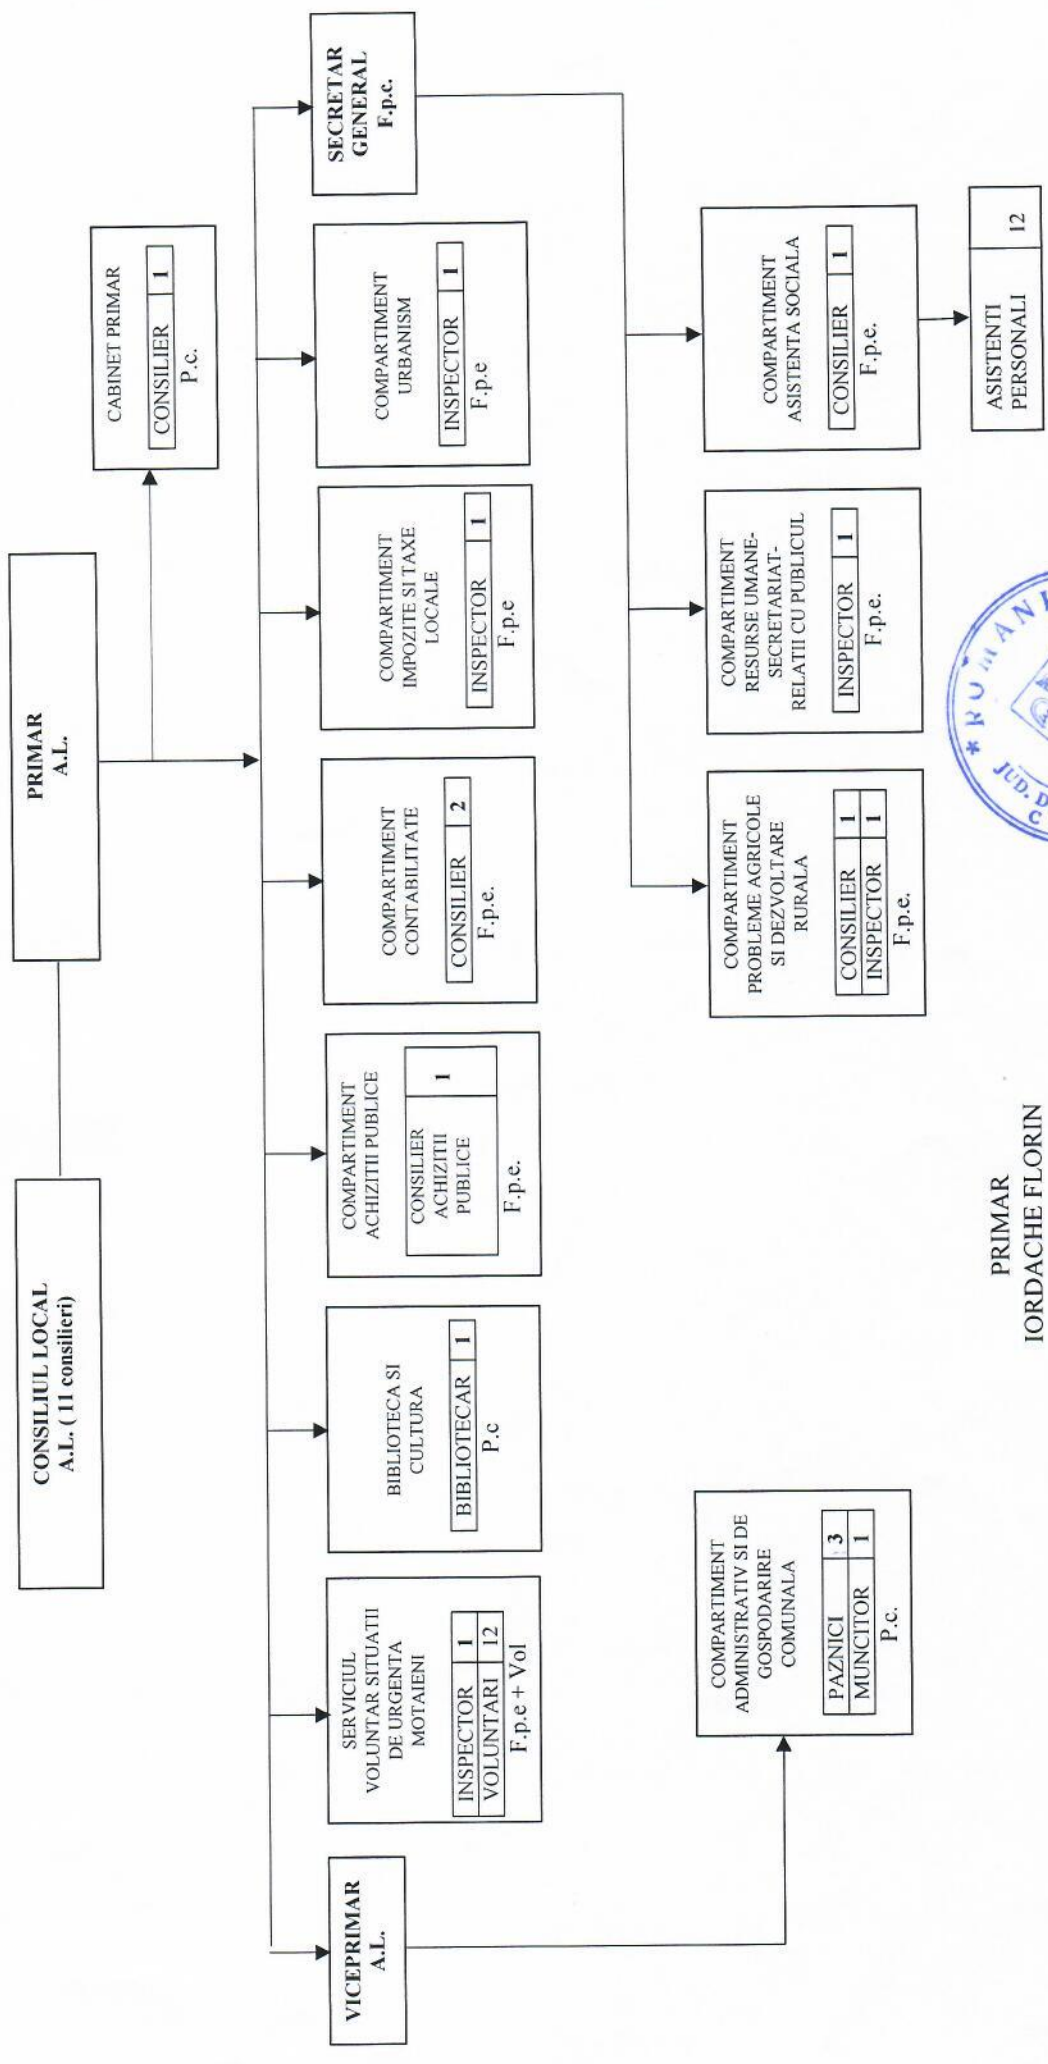 CONSILIUL LOCAL
A.L. ( 11 consilieri)
PRIMAR
A.L.
CABINET PRIMAR
CONSILIER 1
P.c.
VICEPRIMAR
A.L.
SERVICIUL
VOLUNTAR SITUATII
DE URGENTA
MOTAIENI
INSPECTOR 1
VOLUNTARI 12
F.p.e + Vol
BIBLIOTECA SI
CULTURA
BIBLIOTECAR 1
P.c
COMPARTIMENT
ACHIZITII PUBLICE
CONSILIER
ACHIZITII
PUBLICE
1
F.p.e.
COMPARTIMENT
CONTABILITATE
CONSILIER 2
F.p.e.
COMPARTIMENT
IMPOZITE SI TAXE
LOCALE
INSPECTOR 1
F.p.e
COMPARTIMENT
URBANISM
INSPECTOR 1
F.p.e
SECRETAR
GENERAL
F.p.c.
COMPARTIMENT
ADMINISTRATIV SI DE
GOSPODARIRE
COMUNALA
PAZNICI 3
MUNCITOR 1
P.c.
COMPARTIMENT
PROBLEME AGRICOLE
SI DEZVOLTARE
RURALA
CONSILIER 1
INSPECTOR 1
F.p.e.
COMPARTIMENT
RESURSE UMANE-
SECRETARIAT-
RELATII CU PUBLICUL
INSPECTOR 1
F.p.e.
COMPARTIMENT
ASISTENTA SOCIALA
CONSILIER 1
F.p.e.
ASISTENTI
PERSONALI
12
PRIMAR
IORDACHE FLORIN
* ROMANI
JUD. D
C